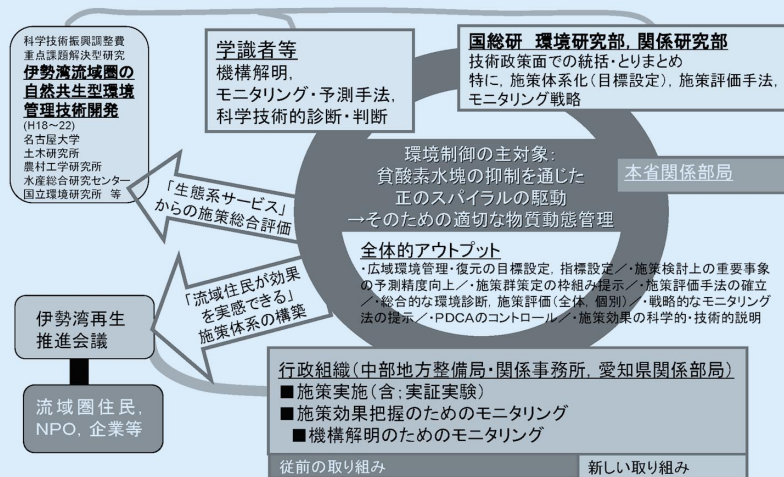 科学技術振興調整費
重点課題解決型研究
伊勢湾流域圏の
自然共生型環境
管理技術開発
(H18～22)
名古屋大学
土木研究所
農村工学研究所
水産総合研究センター
国立環境研究所 等
学識者等
機構解明,
モニタリング・予測手法,
科学技術的診断・判断
国総研 環境研究部, 関係研究部
技術政策面での統括・とりまとめ
特に, 施策体系化(目標設定), 施策評価手法,
モニタリング戦略
環境制御の主対象:
貧酸素水塊の抑制を通じた
正のスパイラルの駆動
→そのための適切な物質動態管理
本省関係部局
「生態系サービス」
からの施策総合評価
全体的アウトプット
・広域環境管理・復元の目標設定, 指標設定／・施策検討上の重要事象
の予測精度向上／・施策群策定の枠組み提示／・施策評価手法の確立
／・総合的な環境診断, 施策評価(全体, 個別)／・戦略的なモニタリング
法の提示／・PDCAのコントロール／・施策効果の科学的・技術的説明
「流域住民が効果
を実感できる」
施策体系の構築
伊勢湾再生
推進会議
流域圏住民,
NPO, 企業等
行政組織(中部地方整備局・関係事務所, 愛知県関係部局)
■施策実施(含;実証実験)
■施策効果把握のためのモニタリング
■機構解明のためのモニタリング
従前の取り組み
新しい取り組み